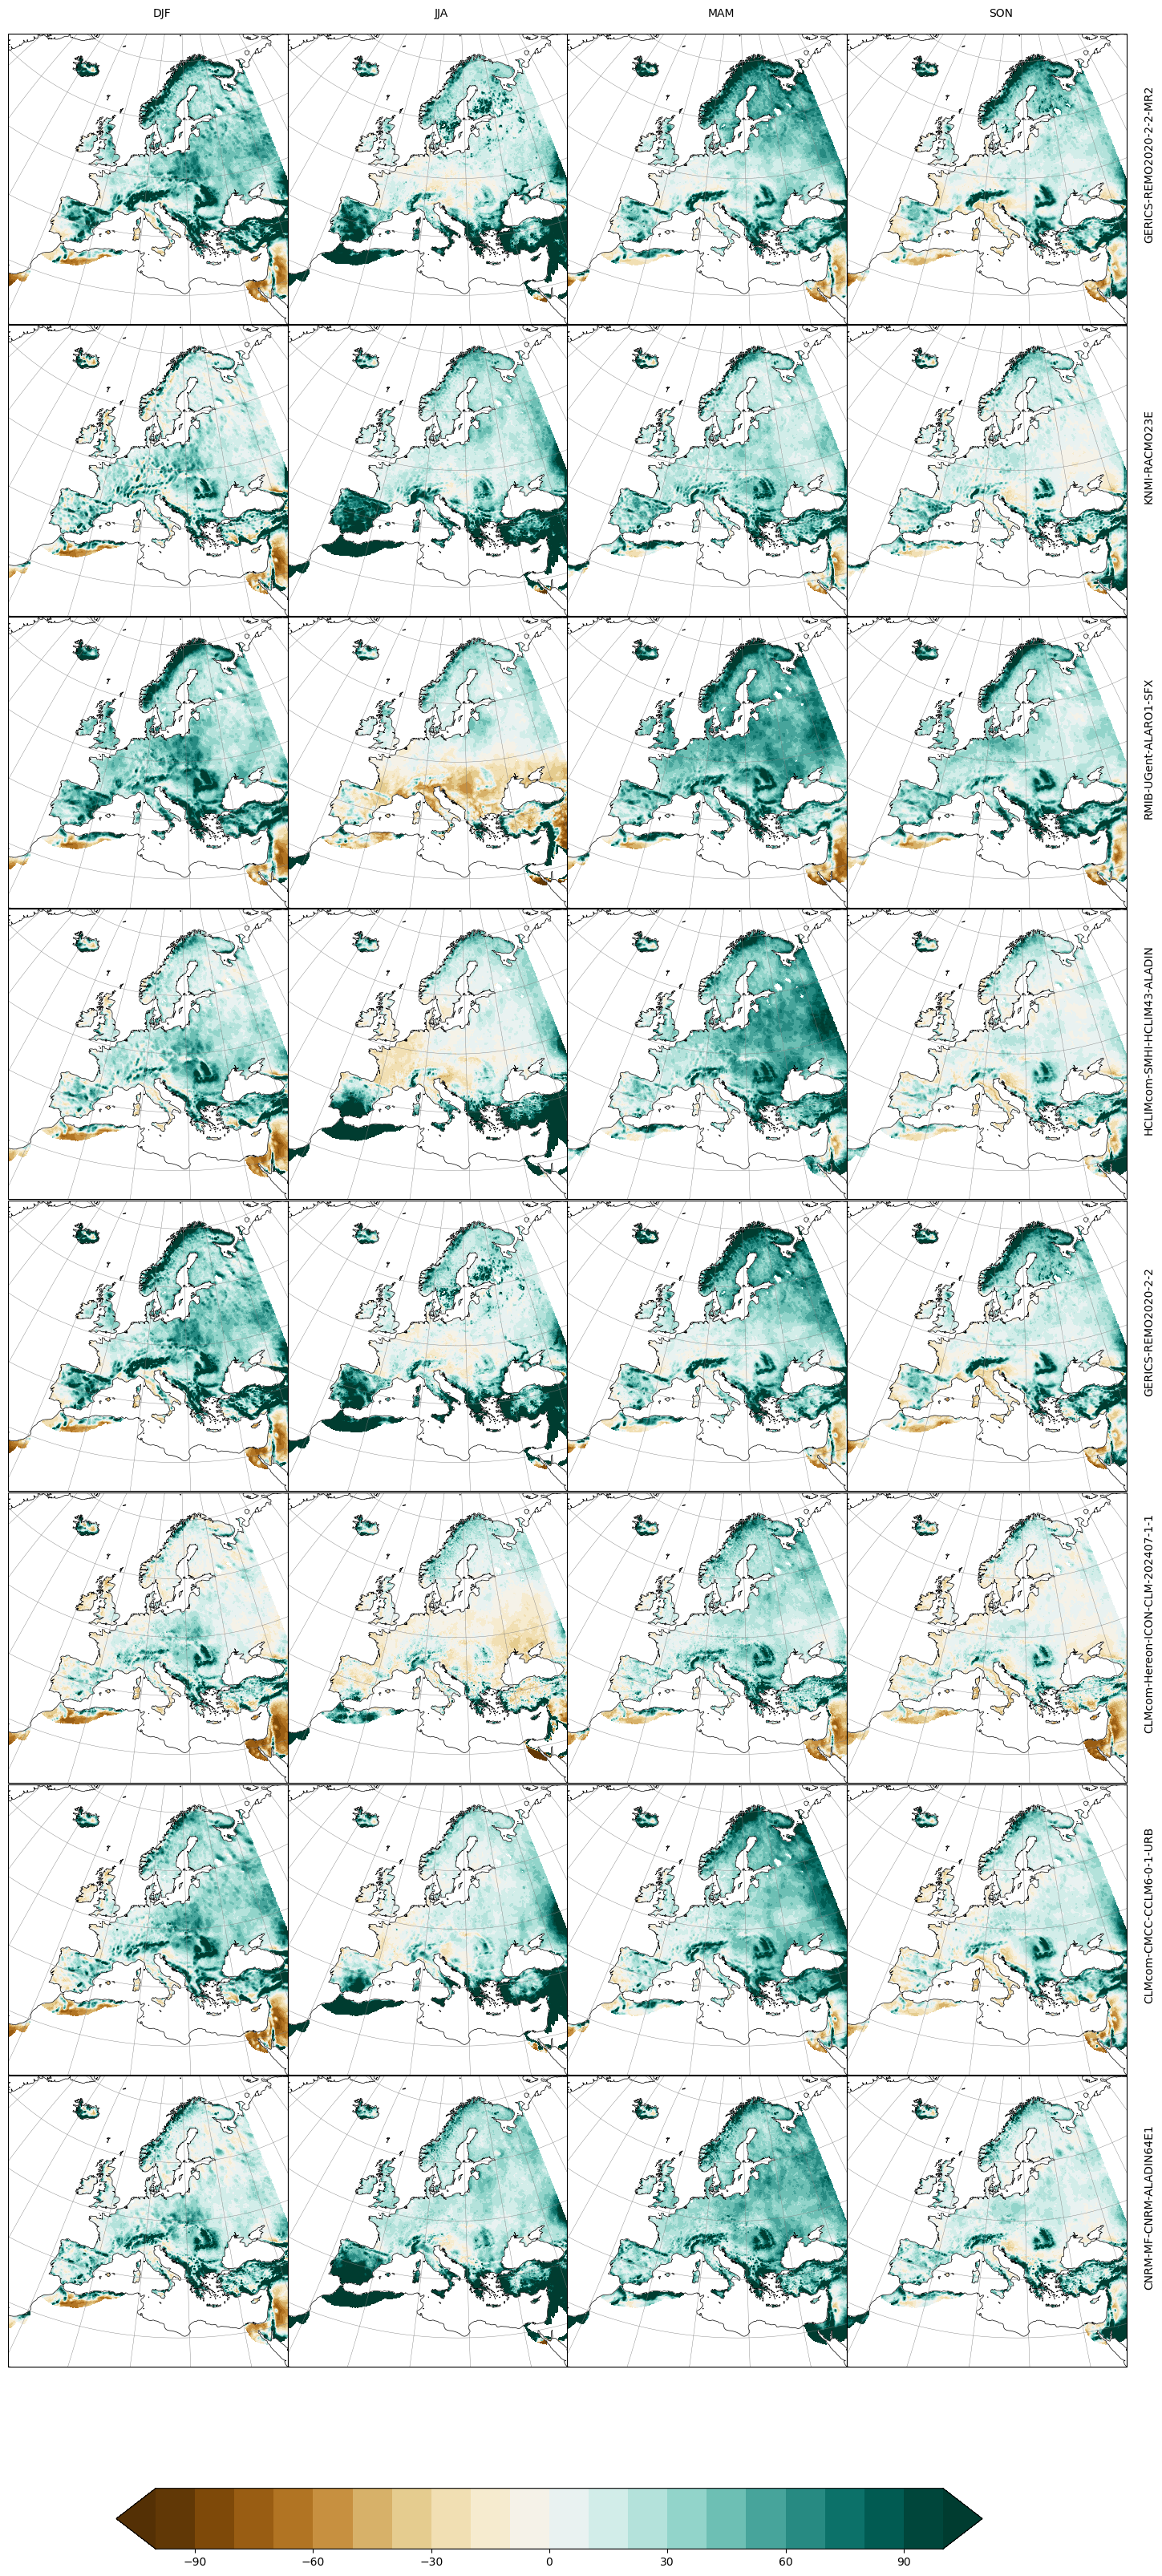 DJF JJA MAM SON
GERICS-REMO2020-2-2-MR2
KNMI-RACMO23E
RMIB-UGent-ALARO1-SFX
HCLIMcom-SMHI-HCLIM43-ALADIN
GERICS-REMO2020-2-2
CLMcom-Hereon-ICON-CLM-202407-1-1
CLMcom-CMCC-CCLM6-0-1-URB
CNRM-MF-CNRM-ALADIN64E1
−90 −60 −30 0 30 60 90